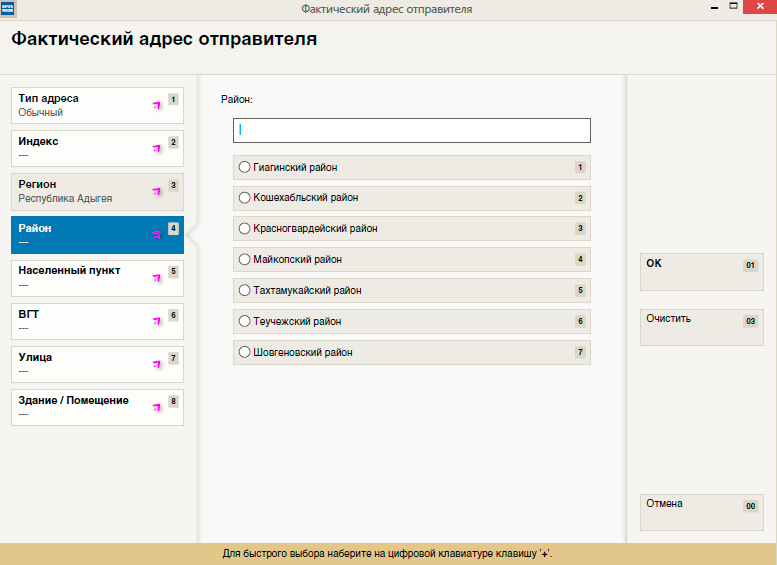 Фактический адрес отправителя
Фактический адрес отправителя
Тип адреса 1
Обычный
Индекс 2
---
Регион 3
Республика Адыгея
Район 4
---
Населенный пункт 5
---
ВГТ 6
---
Улица 7
---
Здание / Помещение 8
---
Район:
Гиагинский район 1
Кошехабльский район 2
Красногвардейский район 3
Майкопский район 4
Тахтамукайский район 5
Теучежский район 6
Шовгеновский район 7
OK 01
Очистить 03
Отмена 00
Для быстрого выбора наберите на цифровой клавиатуре клавишу '+'.